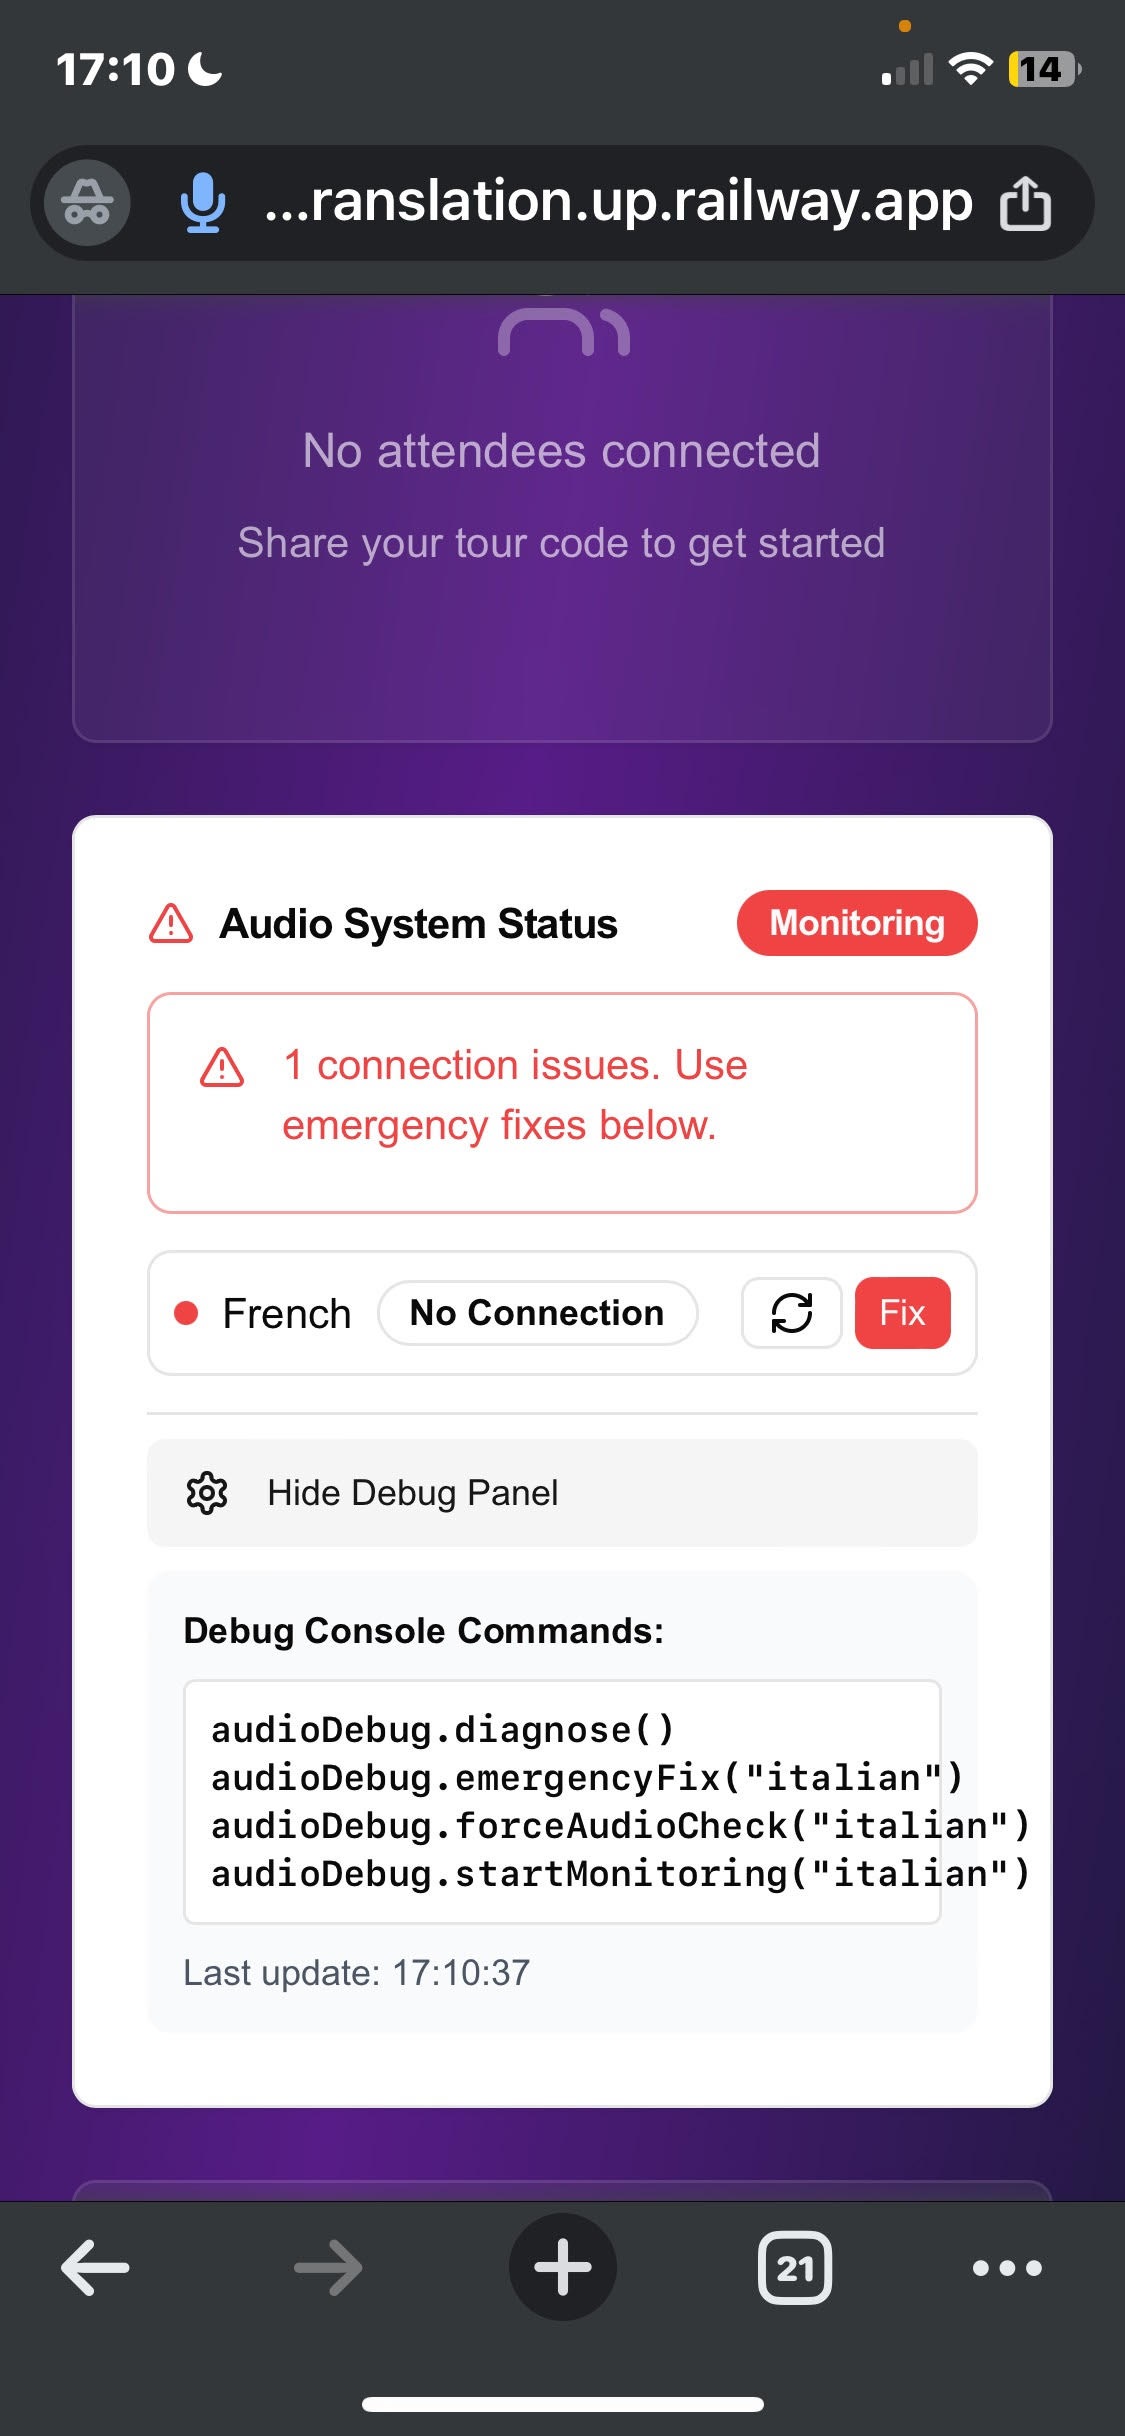 17:10
14
...ranslation.up.railway.app
No attendees connected
Share your tour code to get started
Audio System Status
Monitoring
1 connection issues. Use
emergency fixes below.
French
No Connection
Fix
Hide Debug Panel
Debug Console Commands:
audioDebug.diagnose()
audioDebug.emergencyFix("italian")
audioDebug.forceAudioCheck("italian")
audioDebug.startMonitoring("italian")
Last update: 17:10:37
21